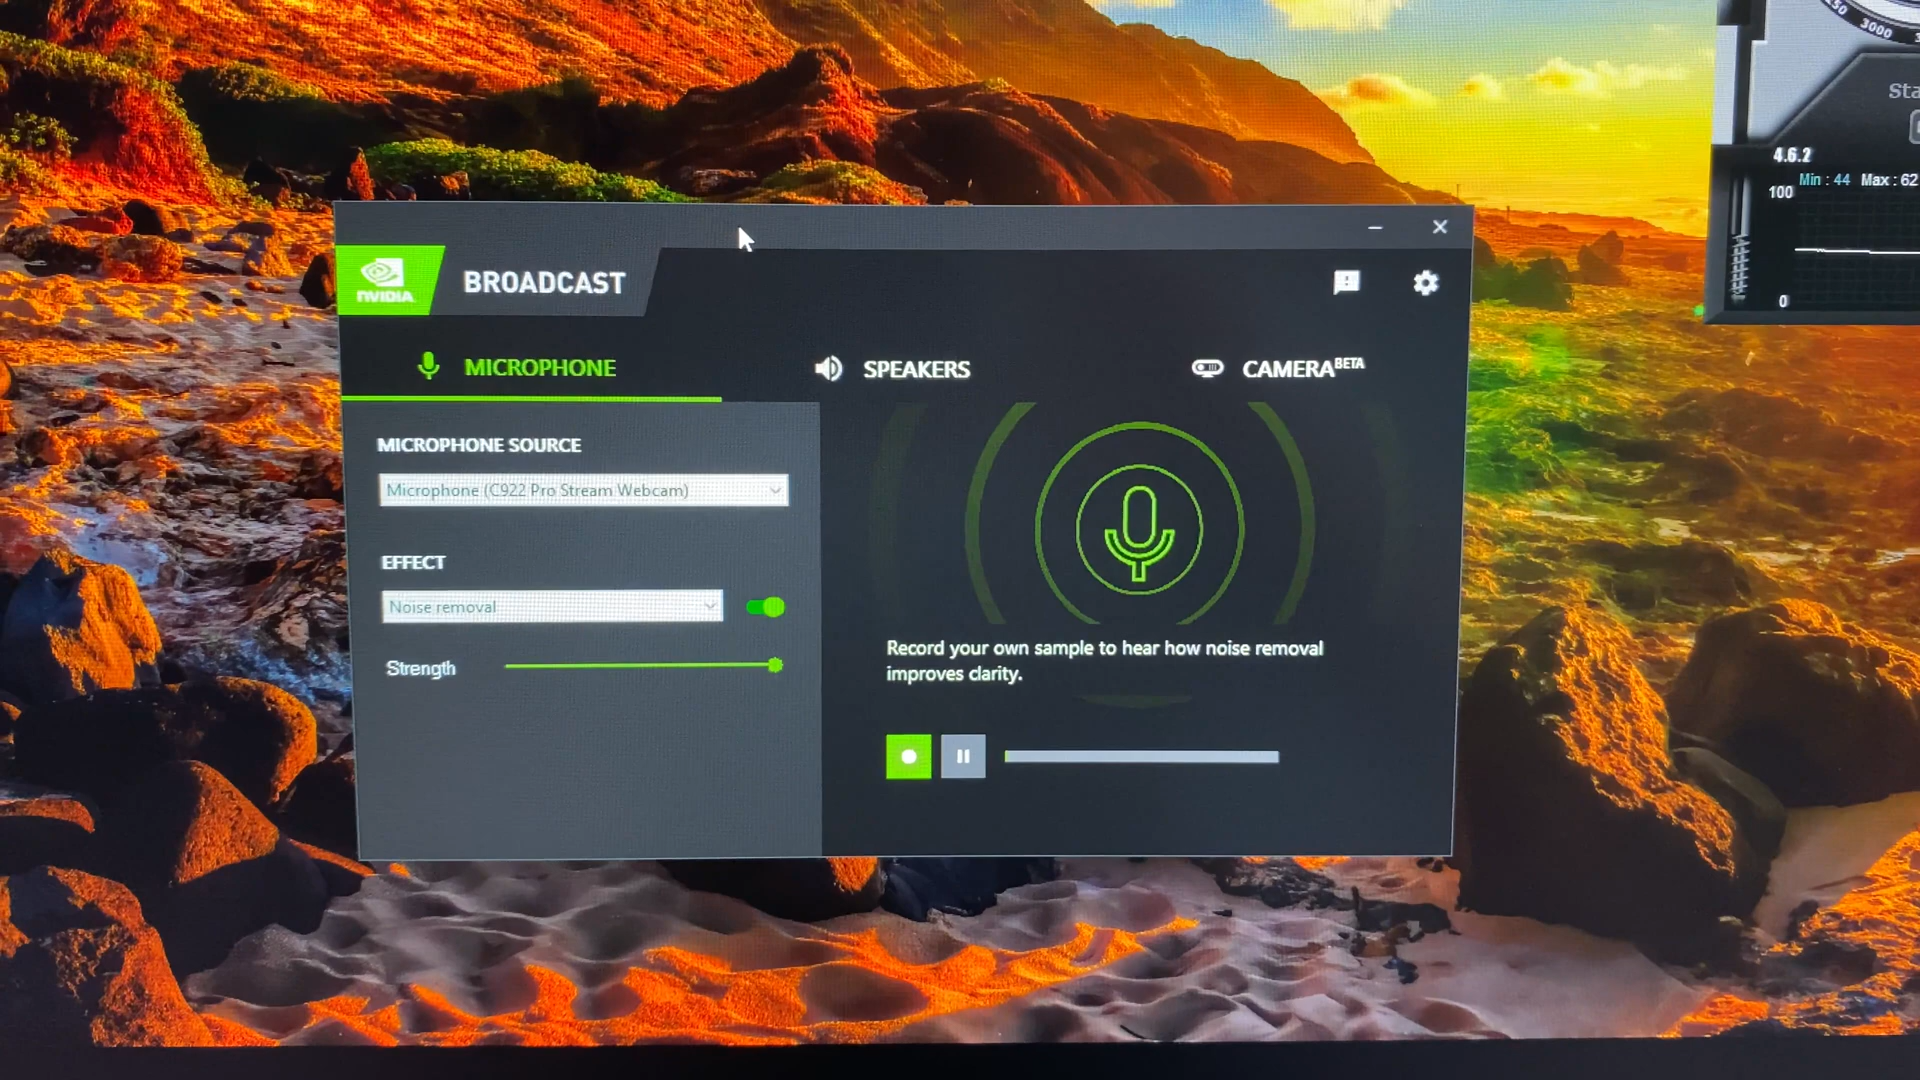 3000
4.6.2
Min : 44 Max : 62
100
0
NVIDIA
BROADCAST
MICROPHONE
SPEAKERS
CAMERA BETA
MICROPHONE SOURCE
Microphone (C922 Pro Stream Webcam)
EFFECT
Noise removal
Strength
Record your own sample to hear how noise removal
improves clarity.